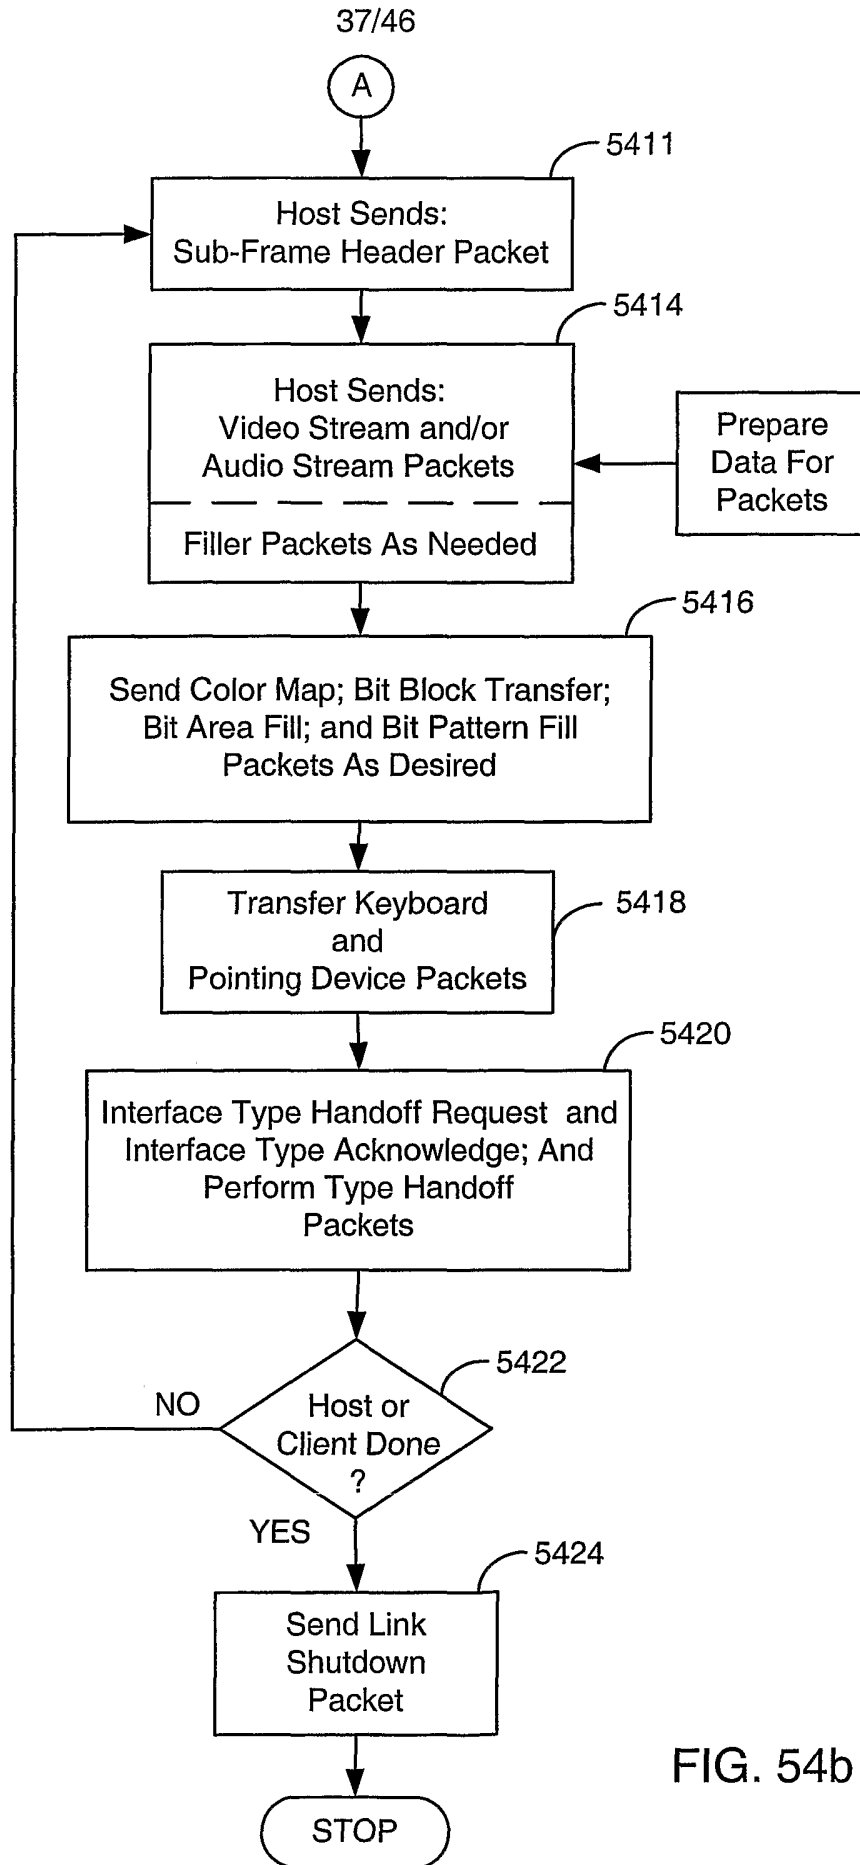 37/46
A
5411
Host Sends:
Sub-Frame Header Packet
5414
Host Sends:
Video Stream and/or
Audio Stream Packets
Filler Packets As Needed
Prepare
Data For
Packets
5416
Send Color Map; Bit Block Transfer;
Bit Area Fill; and Bit Pattern Fill
Packets As Desired
5418
Transfer Keyboard
and
Pointing Device Packets
5420
Interface Type Handoff Request and
Interface Type Acknowledge; And
Perform Type Handoff
Packets
5422
NO
Host or
Client Done
?
YES
5424
Send Link
Shutdown
Packet
FIG. 54b
STOP